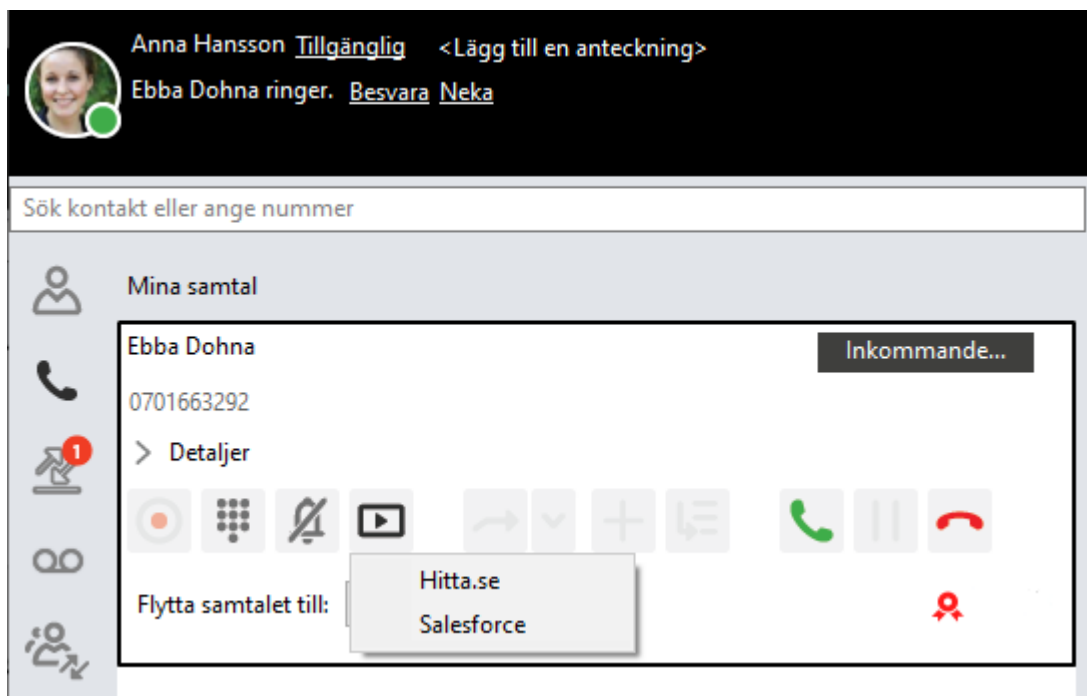 Anna Hansson Tillgänglig <Lägg till en anteckning>
Ebba Dohna ringer. Besvara Neka
Sök kontakt eller ange nummer
Mina samtal
Ebba Dohna Inkommande...
0701663292
Detaljer
1
Hitta.se
Flytta samtalet till:
Salesforce